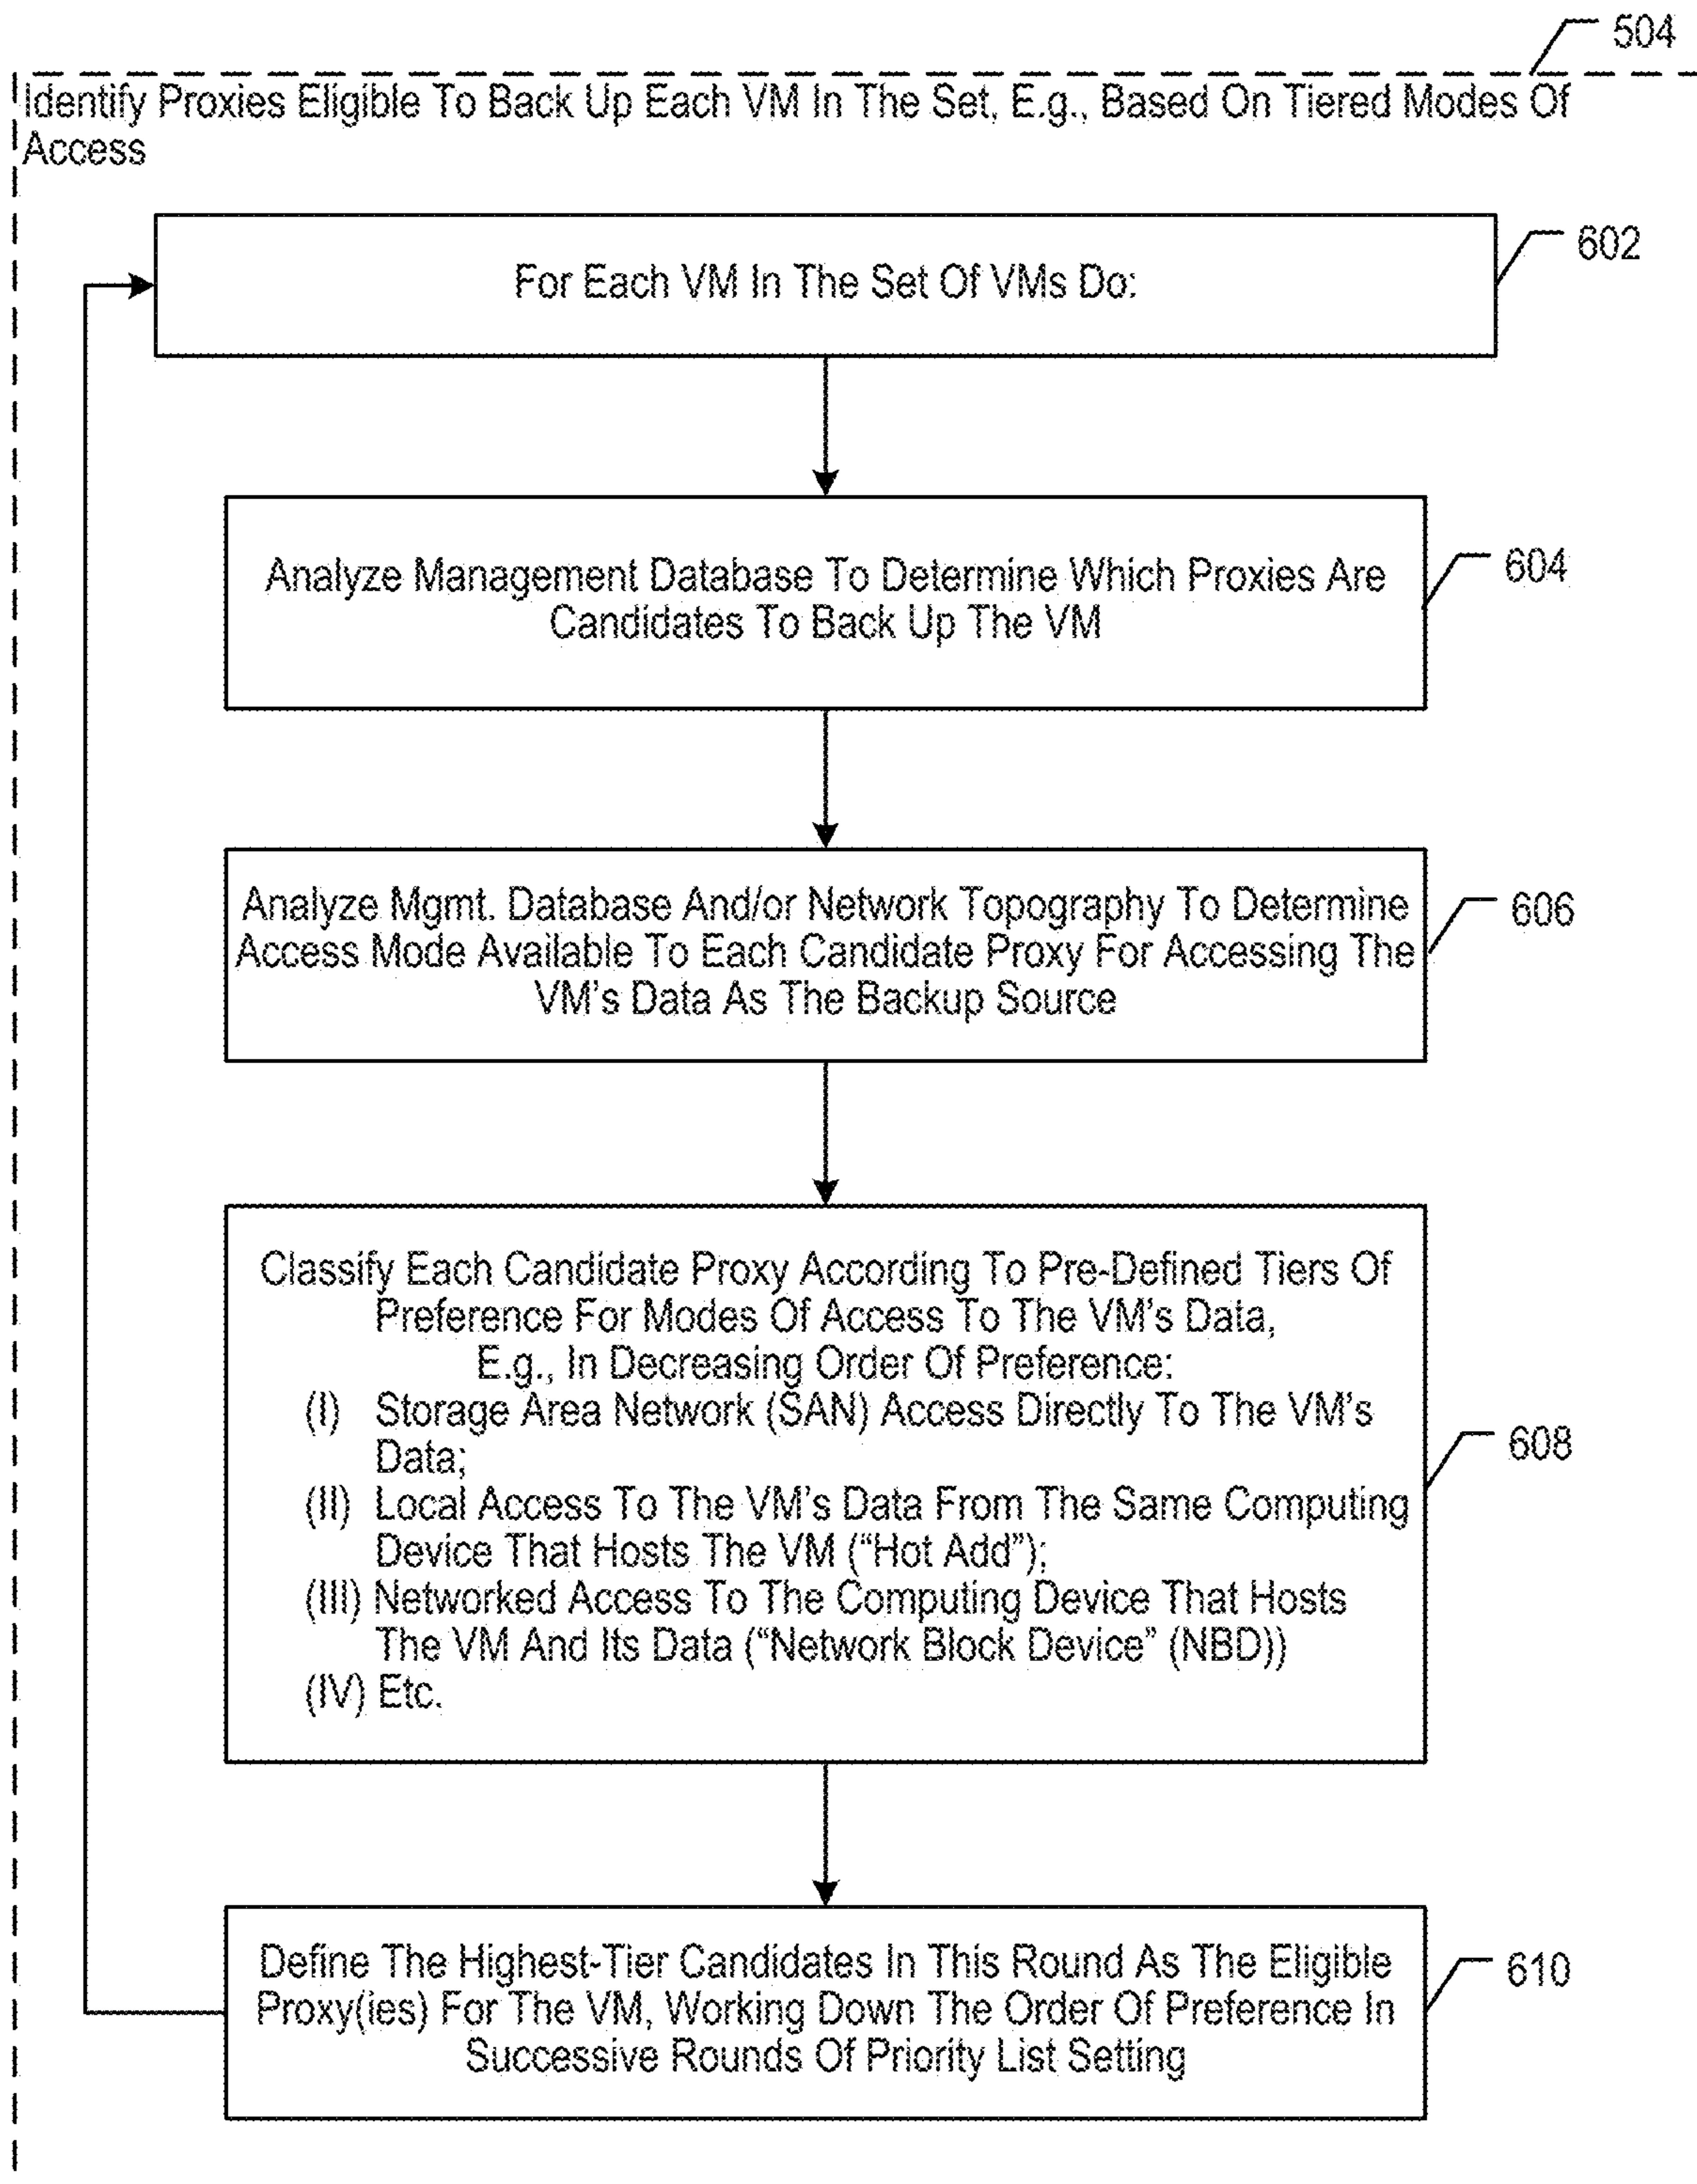 504
Identify Proxies Eligible To Back Up Each VM In The Set, E.g., Based On Tiered Modes Of
Access
For Each VM In The Set Of VMs Do:
602
Analyze Management Database To Determine Which Proxies Are
Candidates To Back Up The VM
604
Analyze Mgmt. Database And/or Network Topography To Determine
Access Mode Available To Each Candidate Proxy For Accessing The
VM's Data As The Backup Source
606
Classify Each Candidate Proxy According To Pre-Defined Tiers Of
Preference For Modes Of Access To The VM's Data,
E.g., In Decreasing Order Of Preference:
(I) Storage Area Network (SAN) Access Directly To The VM's
Data;
(II) Local Access To The VM's Data From The Same Computing
Device That Hosts The VM ("Hot Add");
(III) Networked Access To The Computing Device That Hosts
The VM And Its Data ("Network Block Device" (NBD))
(IV) Etc.
608
Define The Highest-Tier Candidates In This Round As The Eligible
Proxy(ies) For The VM, Working Down The Order Of Preference In
Successive Rounds Of Priority List Setting
610